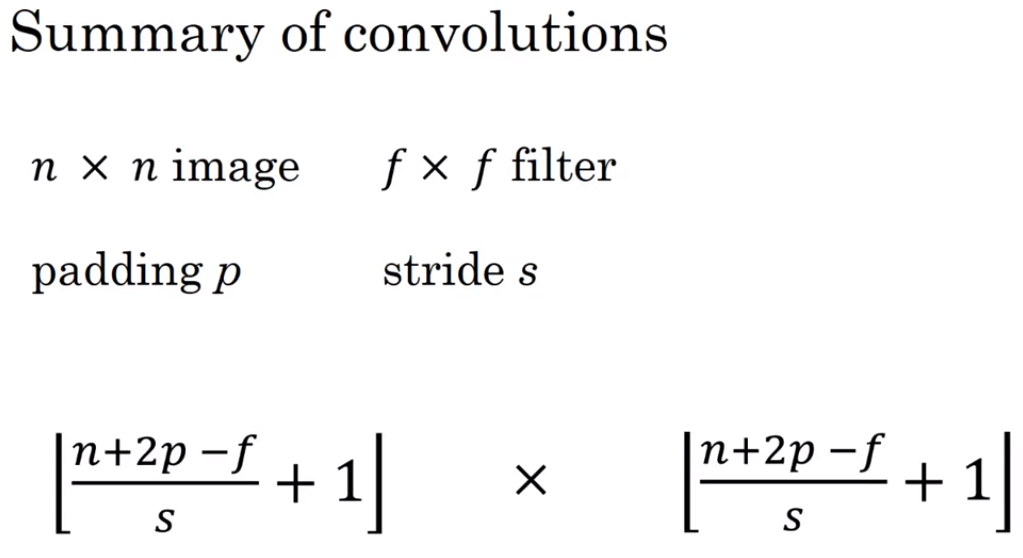 Summary of convolutions
n × n image f × f filter
padding p stride s
⌊(n+2p −f)/s + 1⌋ × ⌊(n+2p −f)/s + 1⌋